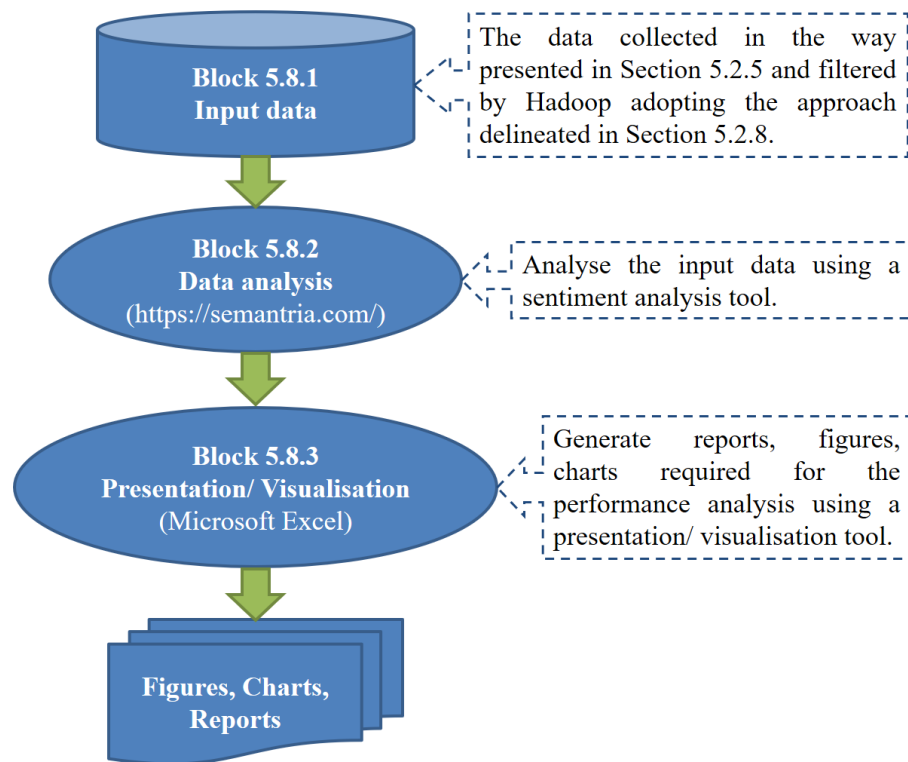 Block 5.8.1
Input data
The data collected in the way
presented in Section 5.2.5 and filtered
by Hadoop adopting the approach
delineated in Section 5.2.8.
Block 5.8.2
Data analysis
(https://semantria.com/)
Analyse the input data using a
sentiment analysis tool.
Block 5.8.3
Presentation/ Visualisation
(Microsoft Excel)
Generate reports, figures,
charts required for the
performance analysis using a
presentation/ visualisation tool.
Figures, Charts,
Reports